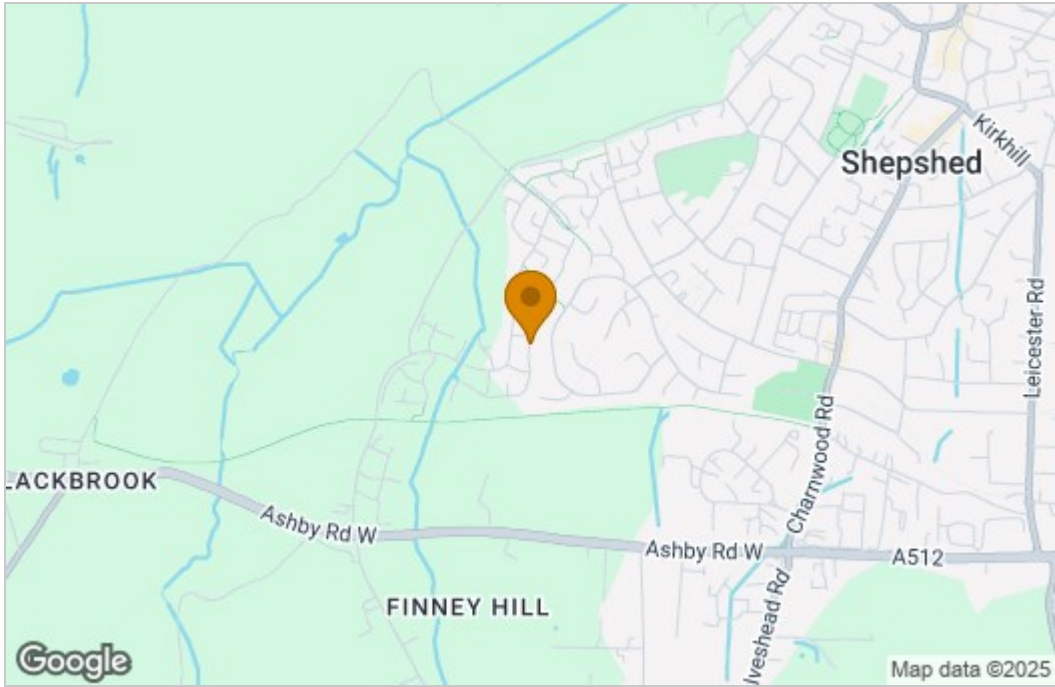 Kirkhill
Shepshed
Leicester Rd
Charnwood Rd
LACKBROOK
Ashby Rd W
Ashby Rd W
A512
FINNEY HILL
Iveshead Rd
Google
Map data ©2025